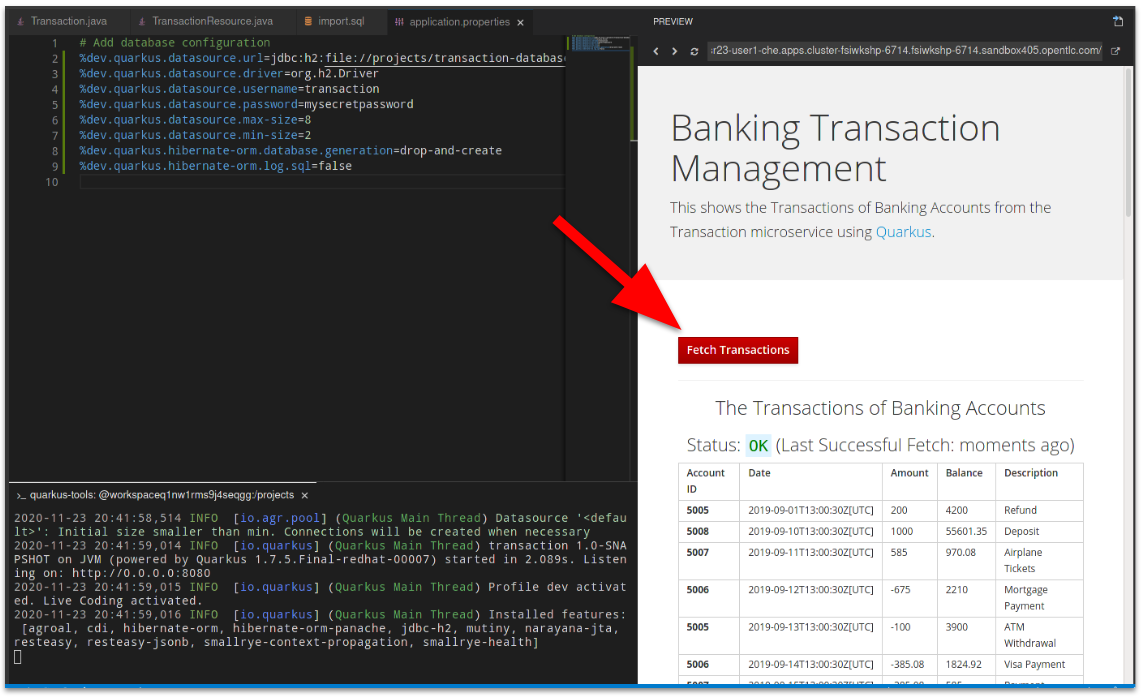 Transaction.java
TransactionResource.java
import.sql
application.properties ×
1 # Add database configuration
2 %dev.quarkus.datasource.url=jdbc:h2:file://projects/transaction-database
3 %dev.quarkus.datasource.driver=org.h2.Driver
4 %dev.quarkus.datasource.username=transaction
5 %dev.quarkus.datasource.password=mysecretpassword
6 %dev.quarkus.datasource.max-size=8
7 %dev.quarkus.datasource.min-size=2
8 %dev.quarkus.hibernate-orm.database.generation=drop-and-create
9 %dev.quarkus.hibernate-orm.log.sql=false
10
>_ quarkus-tools: @workspaceq1nw1rms9j4seqgg:/projects ×
2020-11-23 20:41:58,514 INFO [io.agr.pool] (Quarkus Main Thread) Datasource '<defau
lt>': Initial size smaller than min. Connections will be created when necessary
2020-11-23 20:41:59,014 INFO [io.quarkus] (Quarkus Main Thread) transaction 1.0-SNA
PSHOT on JVM (powered by Quarkus 1.7.5.Final-redhat-00007) started in 2.089s. Listen
ing on: http://0.0.0.0:8080
2020-11-23 20:41:59,015 INFO [io.quarkus] (Quarkus Main Thread) Profile dev activat
ed. Live Coding activated.
2020-11-23 20:41:59,016 INFO [io.quarkus] (Quarkus Main Thread) Installed features:
[agroal, cdi, hibernate-orm, hibernate-orm-panache, jdbc-h2, mutiny, narayana-jta,
resteasy, resteasy-jsonb, smallrye-context-propagation, smallrye-health]
PREVIEW
r23-user1-che.apps.cluster-fsiwkshp-6714.fsiwkshp-6714.sandbox405.opentlc.com/
Banking Transaction
Management
This shows the Transactions of Banking Accounts from the
Transaction microservice using Quarkus.
Fetch Transactions
The Transactions of Banking Accounts
Status: OK (Last Successful Fetch: moments ago)
Account Date Amount Balance Description
ID
5005 2019-09-01T13:00:30Z[UTC] 200 4200 Refund
5008 2019-09-10T13:00:30Z[UTC] 1000 55601.35 Deposit
5007 2019-09-11T13:00:30Z[UTC] 585 970.08 Airplane
Tickets
5006 2019-09-12T13:00:30Z[UTC] -675 2210 Mortgage
Payment
5005 2019-09-13T13:00:30Z[UTC] -100 3900 ATM
Withdrawal
5006 2019-09-14T13:00:30Z[UTC] -385.08 1824.92 Visa Payment